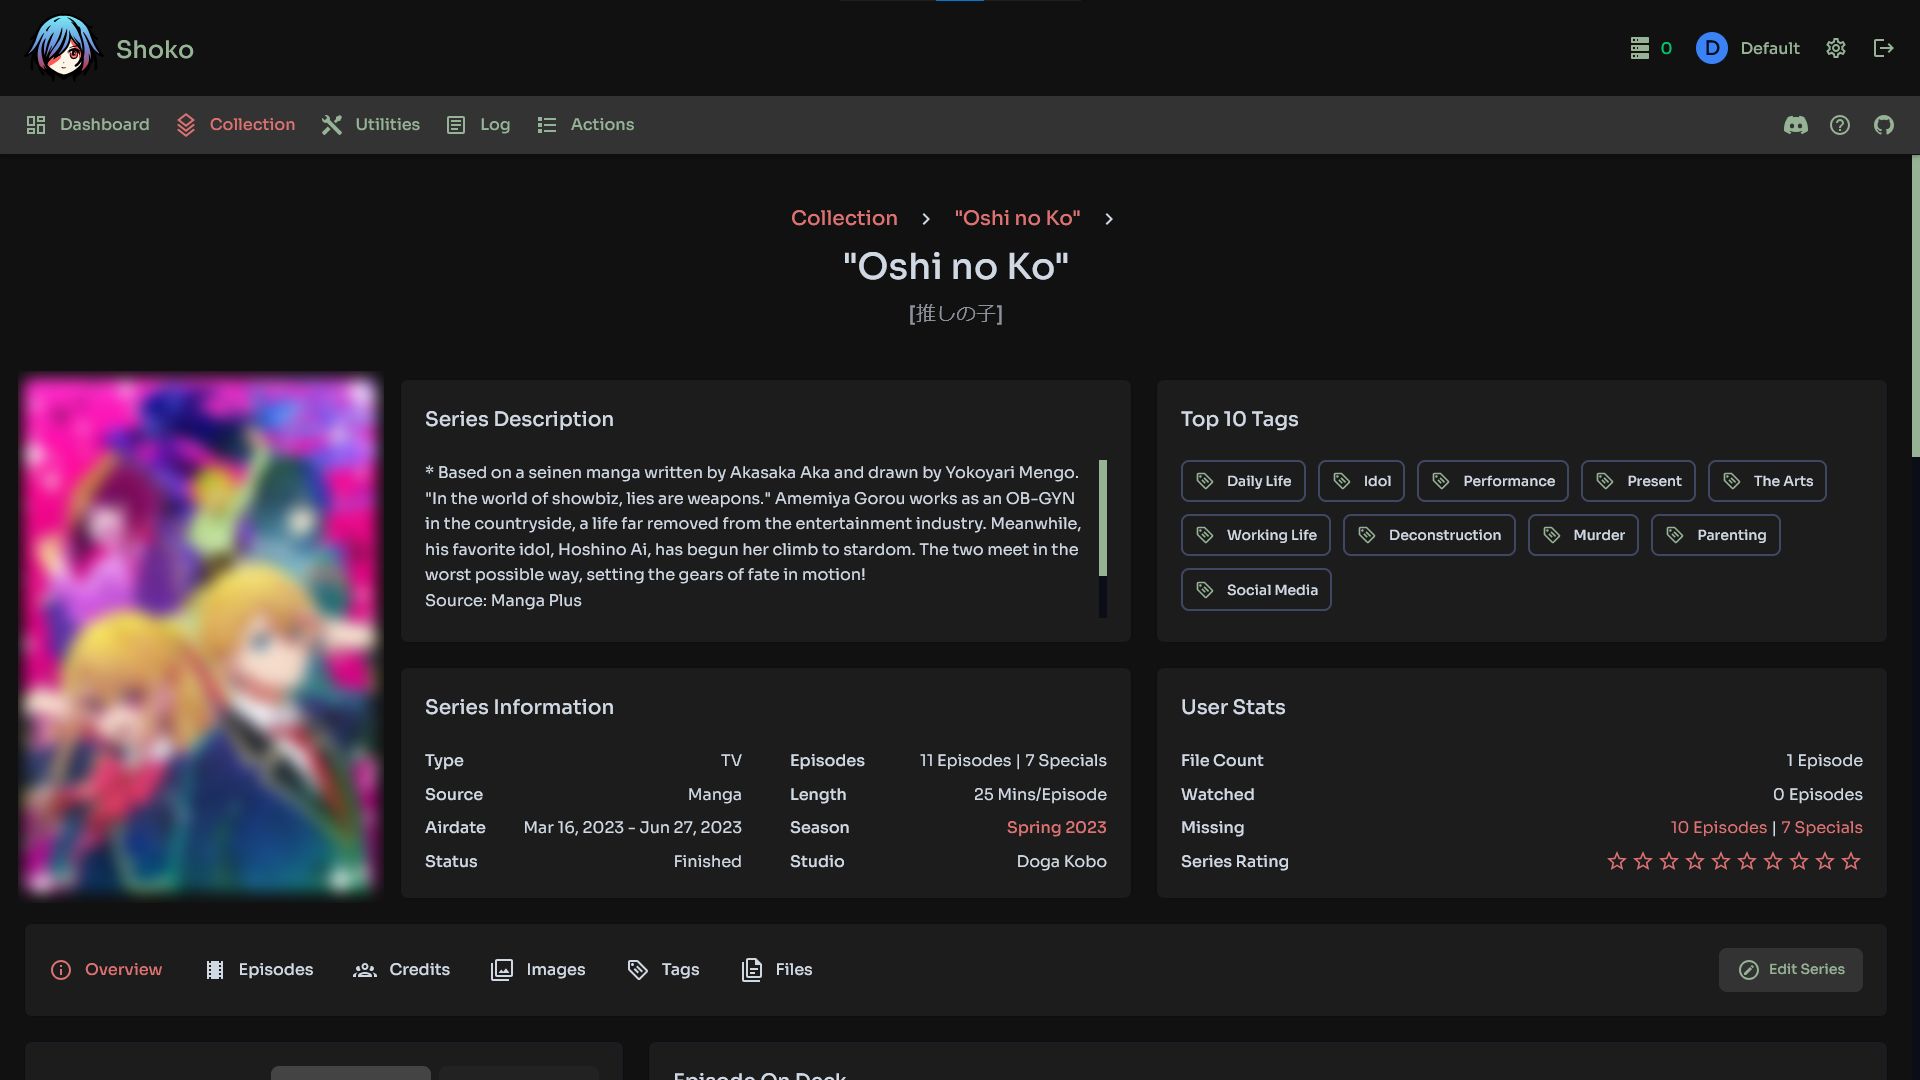 Shoko
0
D
Default
Dashboard
Collection
Utilities
Log
Actions
Collection > "Oshi no Ko" >
"Oshi no Ko"
[推しの子]
Series Description
* Based on a seinen manga written by Akasaka Aka and drawn by Yokoyari Mengo.
"In the world of showbiz, lies are weapons." Amemiya Gorou works as an OB-GYN
in the countryside, a life far removed from the entertainment industry. Meanwhile,
his favorite idol, Hoshino Ai, has begun her climb to stardom. The two meet in the
worst possible way, setting the gears of fate in motion!
Source: Manga Plus
Top 10 Tags
Daily Life
Idol
Performance
Present
The Arts
Working Life
Deconstruction
Murder
Parenting
Social Media
Series Information
Type TV
Source Manga
Airdate Mar 16, 2023 - Jun 27, 2023
Status Finished
Episodes 11 Episodes | 7 Specials
Length 25 Mins/Episode
Season Spring 2023
Studio Doga Kobo
User Stats
File Count 1 Episode
Watched 0 Episodes
Missing 10 Episodes | 7 Specials
Series Rating
Overview
Episodes
Credits
Images
Tags
Files
Edit Series
Episode On Deck